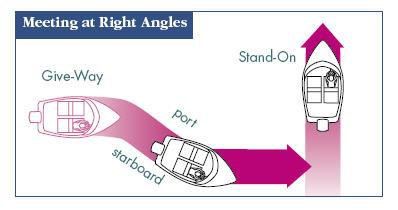 Meeting at Right Angles
Give-Way
Stand-On
port
starboard